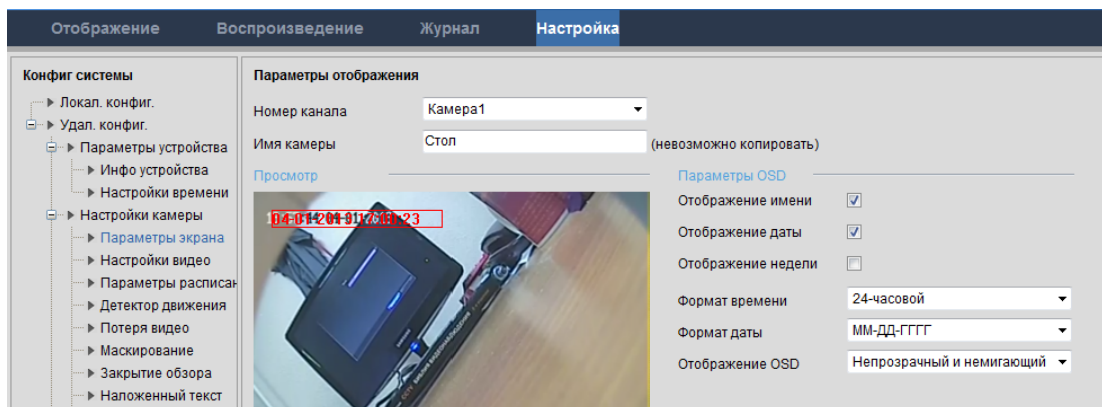 Отображение Воспроизведение Журнал Настройка
Конфиг системы
Локал. конфиг.
Удал. конфиг.
Параметры устройства
Инфо устройства
Настройки времени
Настройки камеры
Параметры экрана
Настройки видео
Параметры расписан
Детектор движения
Потеря видео
Маскирование
Закрытие обзора
Наложенный текст
Параметры отображения
Номер канала Камера1
Имя камеры Стол (невозможно копировать)
Просмотр
Параметры OSD
Отображение имени
Отображение даты
Отображение недели
Формат времени 24-часовой
Формат даты ММ-ДД-ГГГГ
Отображение OSD Непрозрачный и немигающий